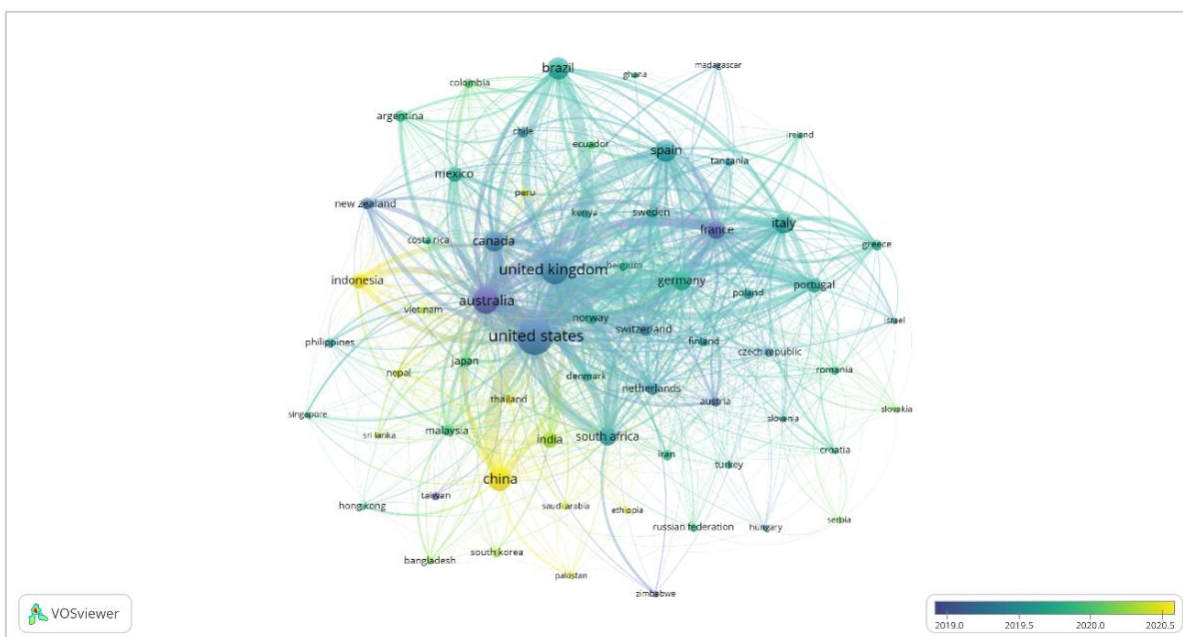 brazil
ghana
madagascar
colombia
argentina
chile
ireland
ecuador
spain
tanzania
mexico
peru
new zealand
kenya
sweden
france
italy
costa rica
canada
greece
united kingdom
belgium
indonesia
germany
portugal
poland
australia
viet nam
norway
israel
switzerland
united states
philippines
finland
czech republic
japan
nepal
denmark
romania
netherlands
thailand
austria
slovakia
singapore
slovenia
sri lanka
malaysia
india
south africa
croatia
iran
turkey
china
taiwan
hong kong
saudi arabia
ethiopia
russian federation
hungary
serbia
bangladesh
south korea
pakistan
zimbabwe
VOSviewer
2019.0 2019.5 2020.0 2020.5